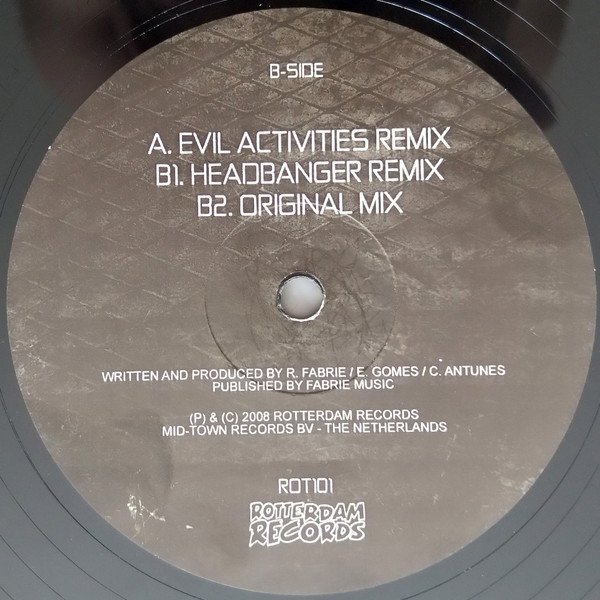 B-SIDE
A. EVIL ACTIVITIES REMIX
B1. HEADBANGER REMIX
B2. ORIGINAL MIX
WRITTEN AND PRODUCED BY R. FABRIE / E. GOMES / C. ANTUNES
PUBLISHED BY FABRIE MUSIC
(P) & (C) 2008 ROTTERDAM RECORDS
MID-TOWN RECORDS BV - THE NETHERLANDS
ROT101
ROTTERDAM
RECORDS